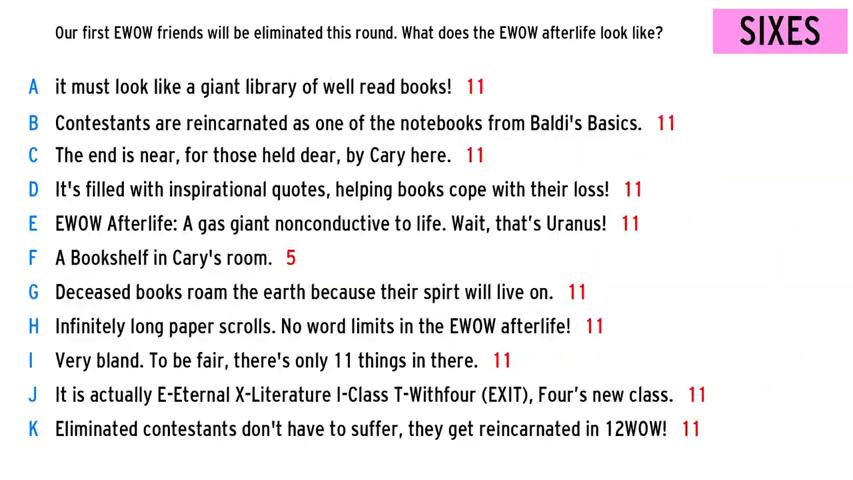 Our first EWOW friends will be eliminated this round. What does the EWOW afterlife look like?
SIXES
A it must look like a giant library of well read books! 11
B Contestants are reincarnated as one of the notebooks from Baldi's Basics. 11
C The end is near, for those held dear, by Cary here. 11
D It's filled with inspirational quotes, helping books cope with their loss! 11
E EWOW Afterlife: A gas giant nonconductive to life. Wait, that’s Uranus! 11
F A Bookshelf in Cary's room. 5
G Deceased books roam the earth because their spirt will live on. 11
H Infinitely long paper scrolls. No word limits in the EWOW afterlife! 11
I Very bland. To be fair, there's only 11 things in there. 11
J It is actually E-Eternal X-Literature I-Class T-Withfour (EXIT), Four’s new class. 11
K Eliminated contestants don't have to suffer, they get reincarnated in 12WOW! 11